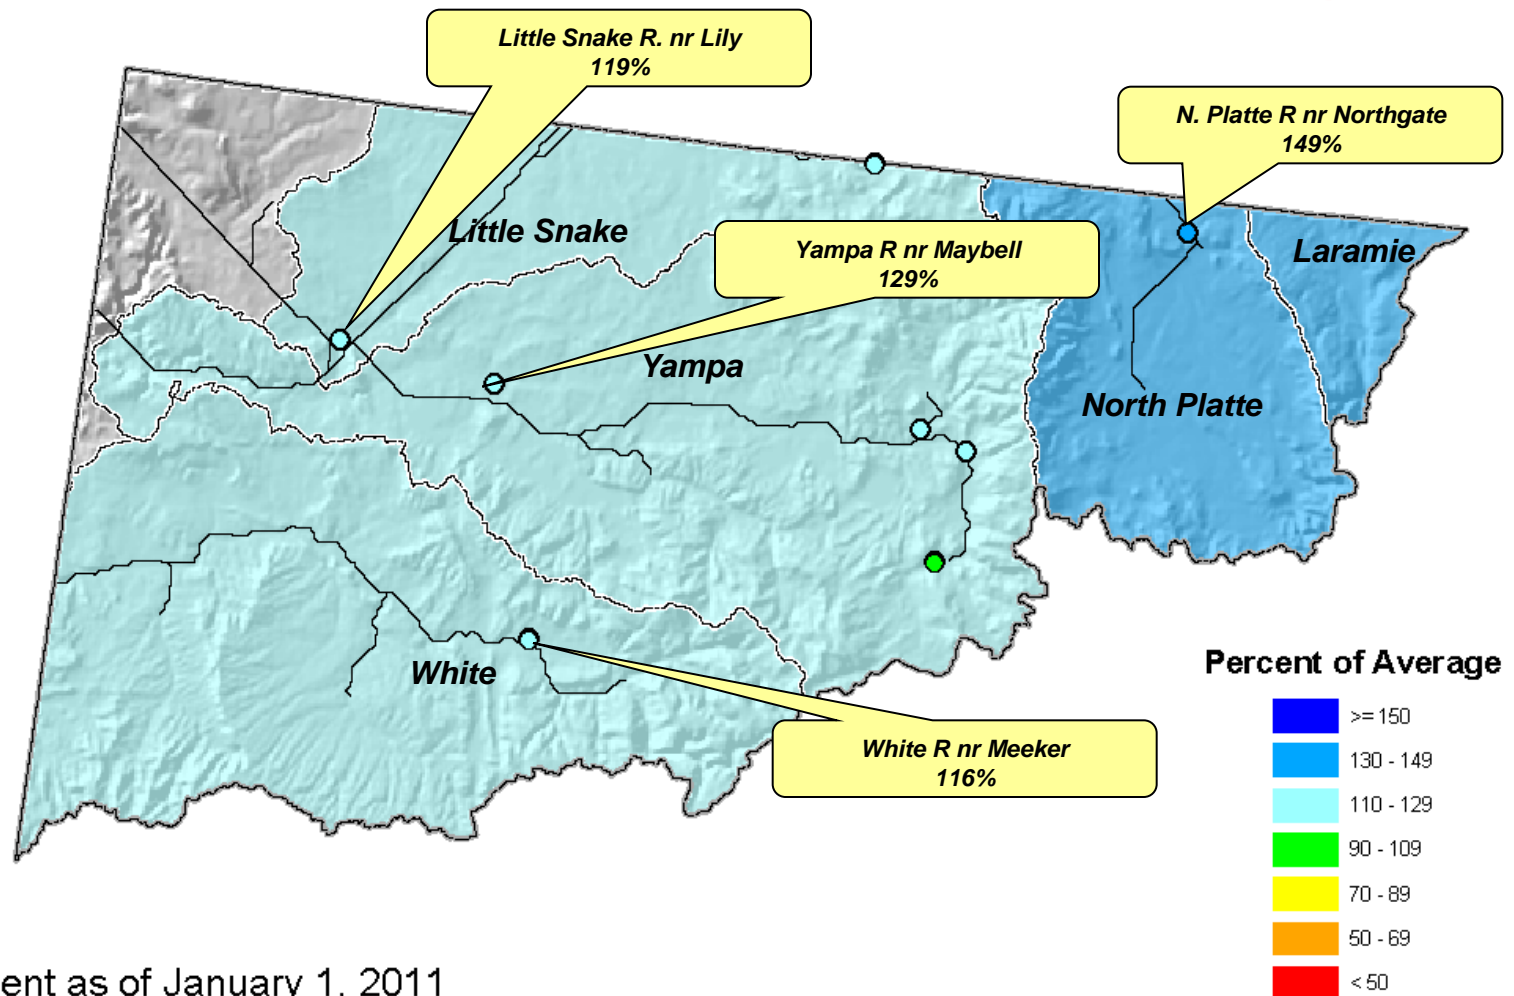 Little Snake R. nr Lily
119%
N. Platte R nr Northgate
149%
Little Snake
Yampa R nr Maybell
129%
Laramie
Yampa
North Platte
White
White R nr Meeker
116%
Percent of Average
>= 150
130 - 149
110 - 129
90 - 109
70 - 89
50 - 69
< 50
ent as of January 1, 2011